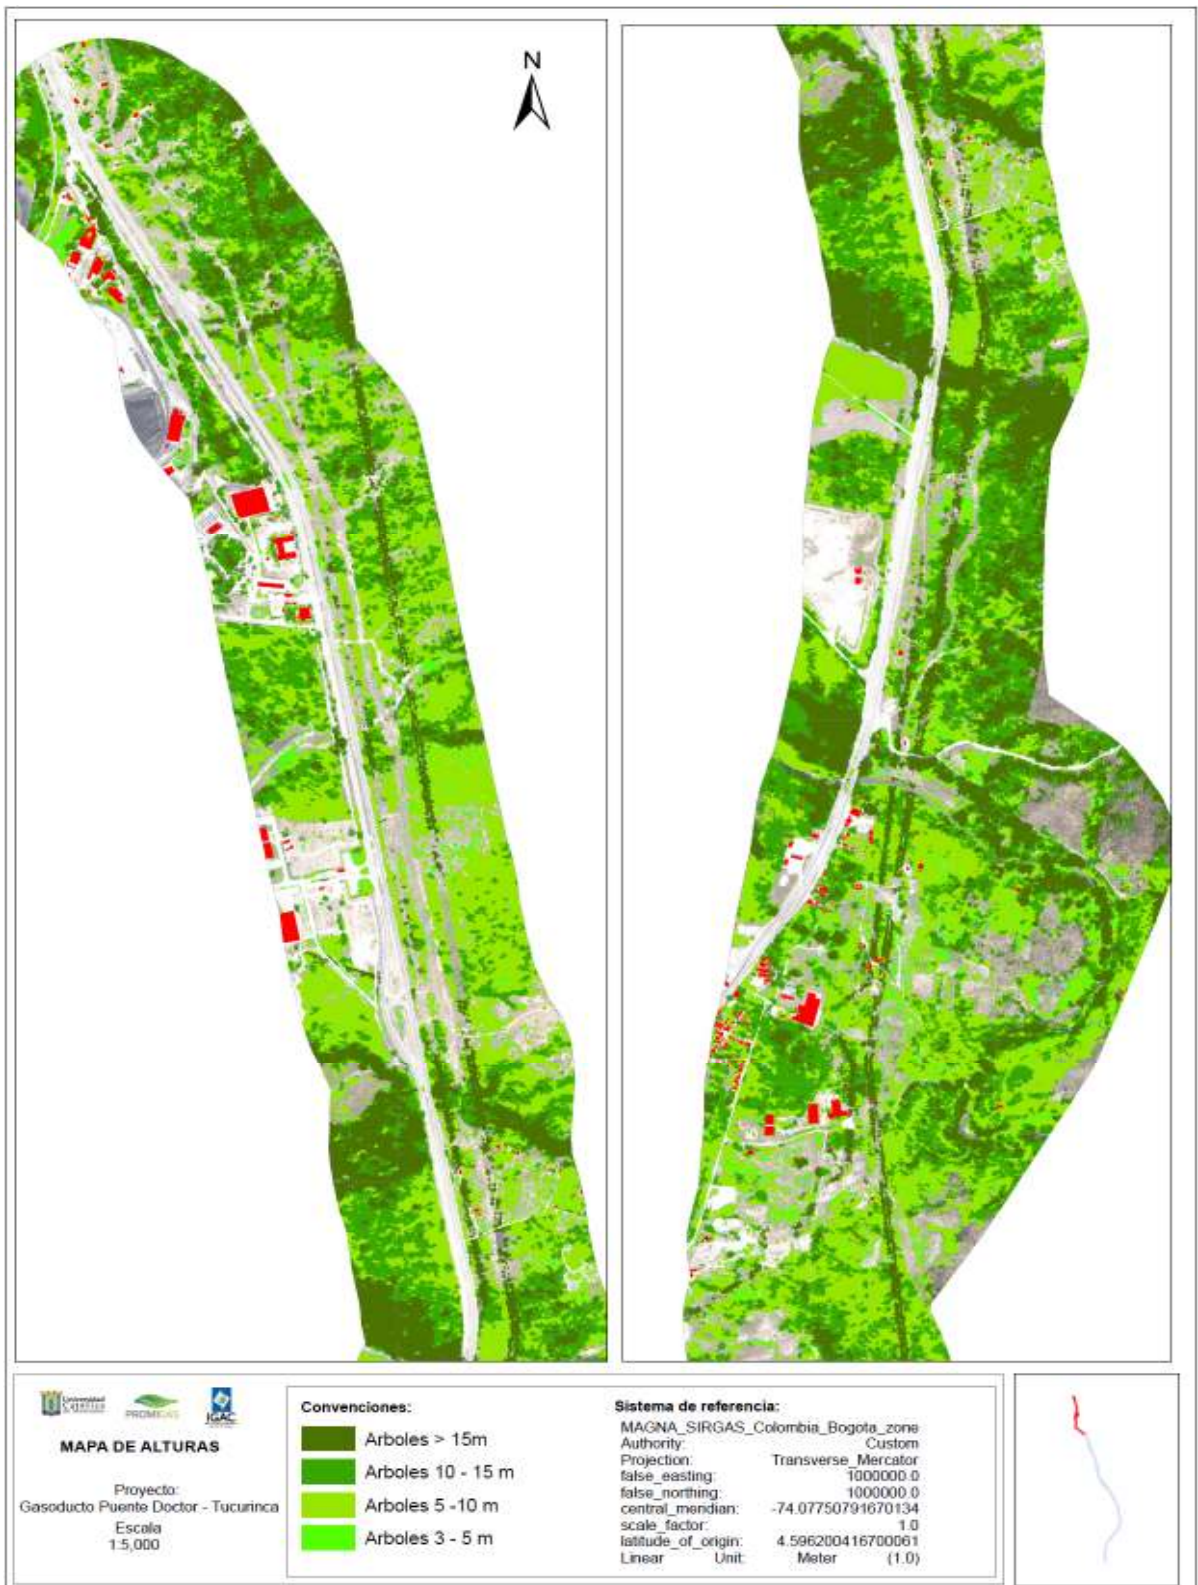 N
Universidad
Católica
PROMIGAS
IGAC
MAPA DE ALTURAS
Proyecto:
Gasoducto Puente Doctor - Tucurinca
Escala
1:5,000
Convenciones:
Arboles > 15m
Arboles 10 - 15 m
Arboles 5 -10 m
Arboles 3 - 5 m
Sistema de referencia:
MAGNA_SIRGAS_Colombia_Bogota_zone
Authority: Custom
Projection: Transverse_Mercator
false_easting: 1000000.0
false_northing: 1000000.0
central_meridian: -74.07750791670134
scale_factor: 1.0
latitude_of_origin: 4.596200416700061
Linear Unit: Meter (1.0)